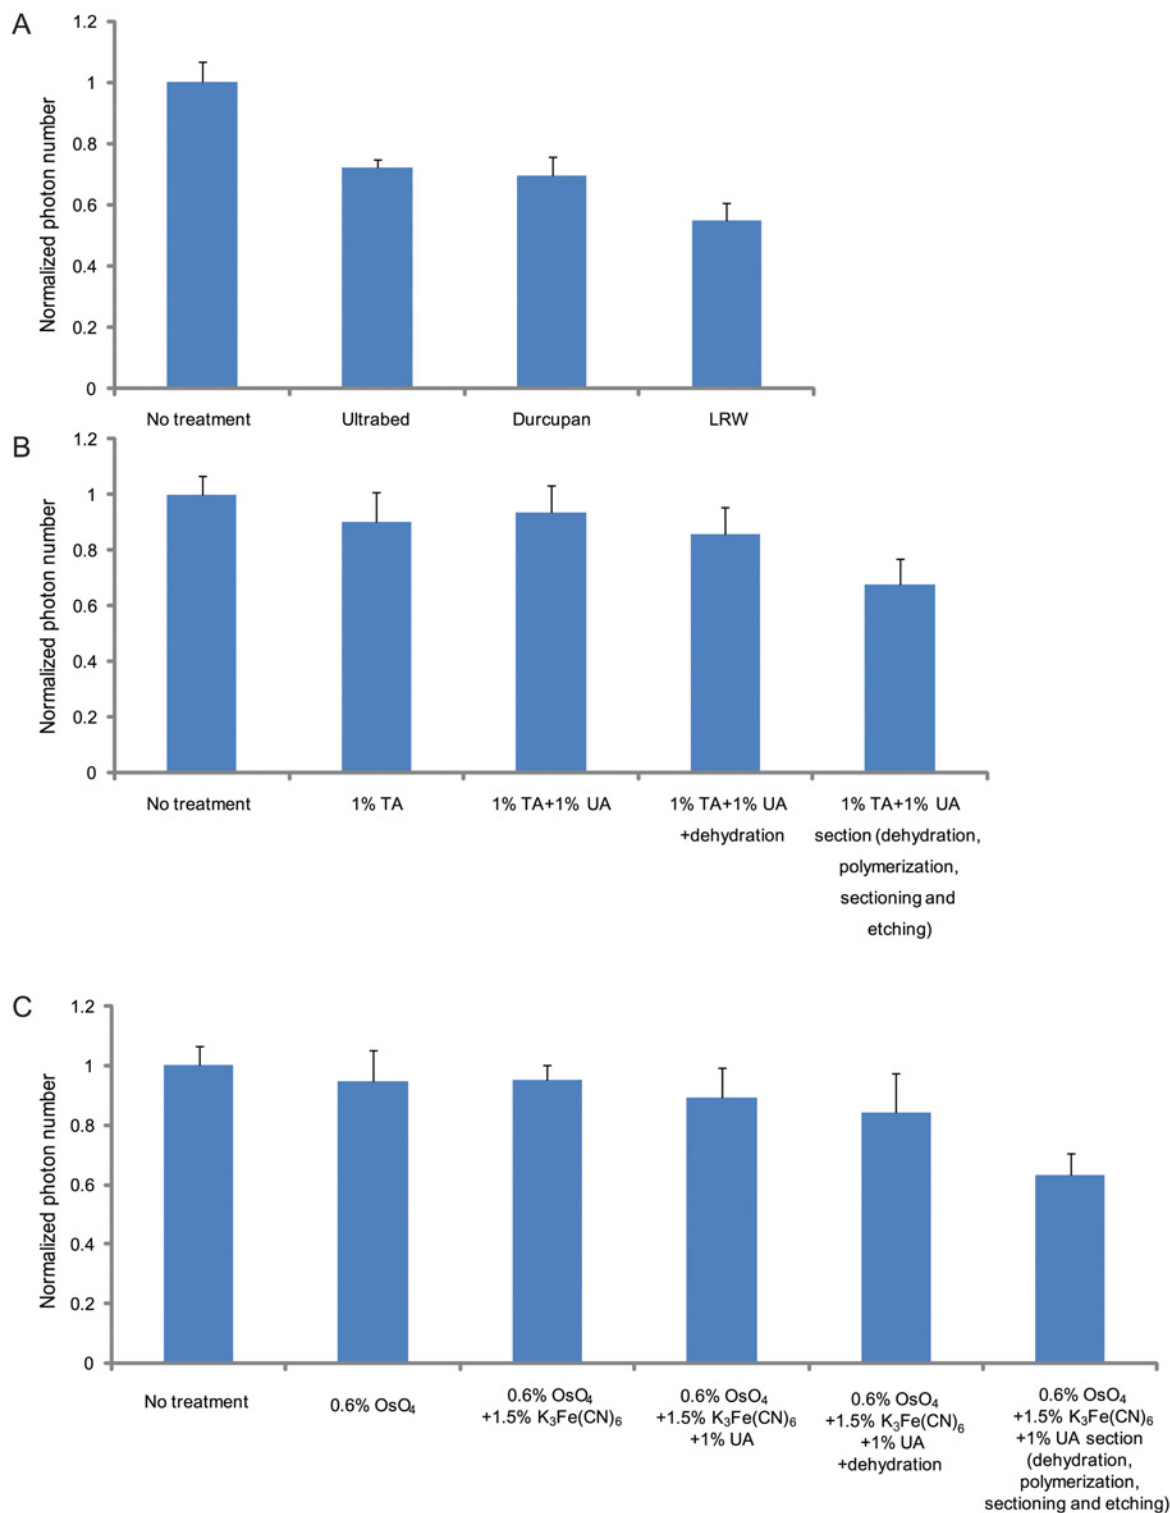 A
Normalized photon number
1.2
1
0.8
0.6
0.4
0.2
0
No treatment Ultrabed Durcupan LRW
B
Normalized photon number
1.2
1
0.8
0.6
0.4
0.2
0
No treatment 1% TA 1% TA+1% UA 1% TA+1% UA 1% TA+1% UA
+dehydration section (dehydration,
polymerization,
sectioning and
etching)
C
Normalized photon number
1.2
1
0.8
0.6
0.4
0.2
0
No treatment
0.6% OsO₄
0.6% OsO₄
+1.5% K₃Fe(CN)₆
0.6% OsO₄
+1.5% K₃Fe(CN)₆
+1% UA
0.6% OsO₄
+1.5% K₃Fe(CN)₆
+1% UA
+dehydration
0.6% OsO₄
+1.5% K₃Fe(CN)₆
+1% UA section
(dehydration,
polymerization,
sectioning and etching)